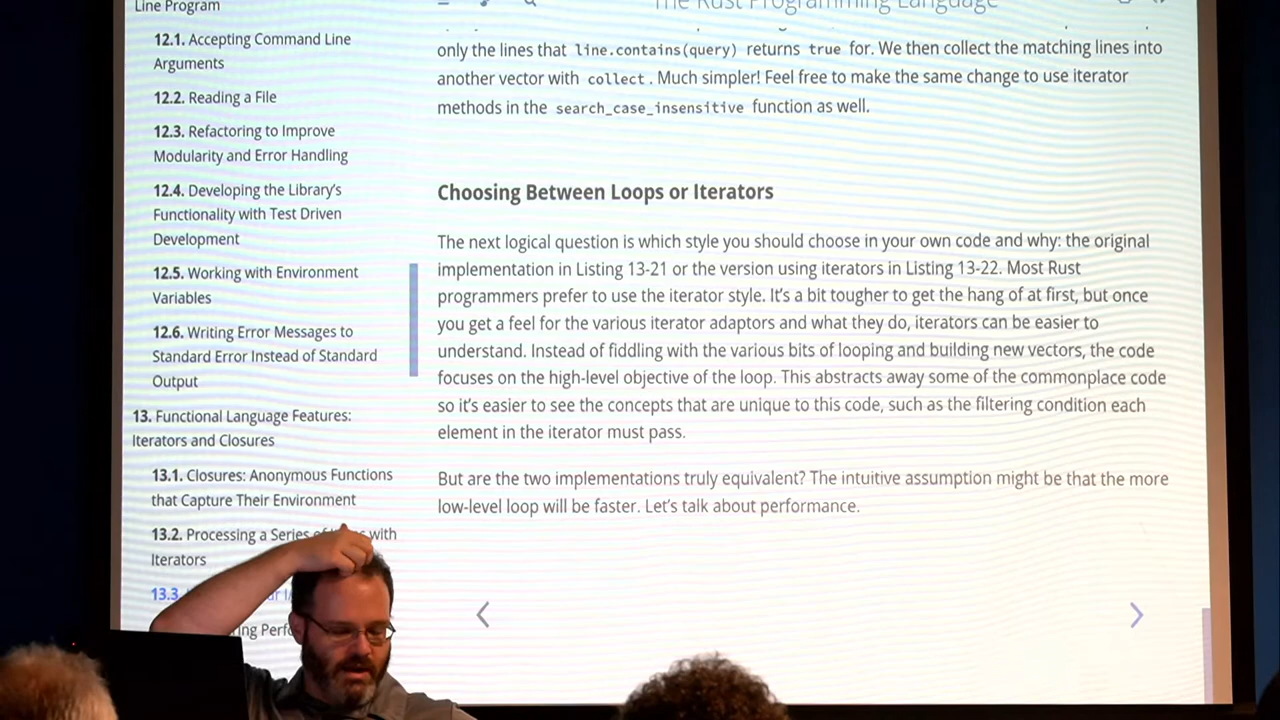 Line Program
12.1. Accepting Command Line
Arguments
12.2. Reading a File
12.3. Refactoring to Improve
Modularity and Error Handling
12.4. Developing the Library's
Functionality with Test Driven
Development
12.5. Working with Environment
Variables
12.6. Writing Error Messages to
Standard Error Instead of Standard
Output
13. Functional Language Features:
Iterators and Closures
13.1. Closures: Anonymous Functions
that Capture Their Environment
13.2. Processing a Series with
Iterators
13.3.
The Rust Programming Language
only the lines that line.contains(query) returns true for. We then collect the matching lines into
another vector with collect. Much simpler! Feel free to make the same change to use iterator
methods in the search_case_insensitive function as well.
Choosing Between Loops or Iterators
The next logical question is which style you should choose in your own code and why: the original
implementation in Listing 13-21 or the version using iterators in Listing 13-22. Most Rust
programmers prefer to use the iterator style. It's a bit tougher to get the hang of at first, but once
you get a feel for the various iterator adaptors and what they do, iterators can be easier to
understand. Instead of fiddling with the various bits of looping and building new vectors, the code
focuses on the high-level objective of the loop. This abstracts away some of the commonplace code
so it's easier to see the concepts that are unique to this code, such as the filtering condition each
element in the iterator must pass.
But are the two implementations truly equivalent? The intuitive assumption might be that the more
low-level loop will be faster. Let's talk about performance.